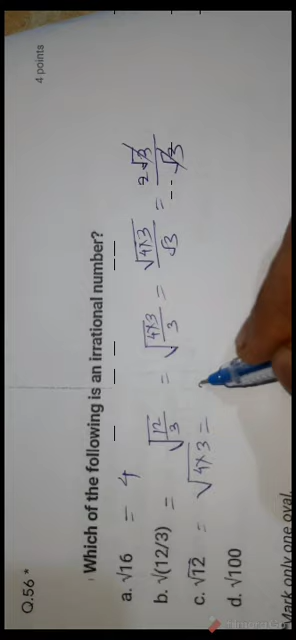 Q.56 *
4 points
Which of the following is an irrational number?
a. √16 = 4
b. √(12/3) = √(12/3) = √(4×3/3) = √(4×3)/√3 = 2√3/√3
c. √12 = √(4×3) =
d. √100
Mark only one oval.